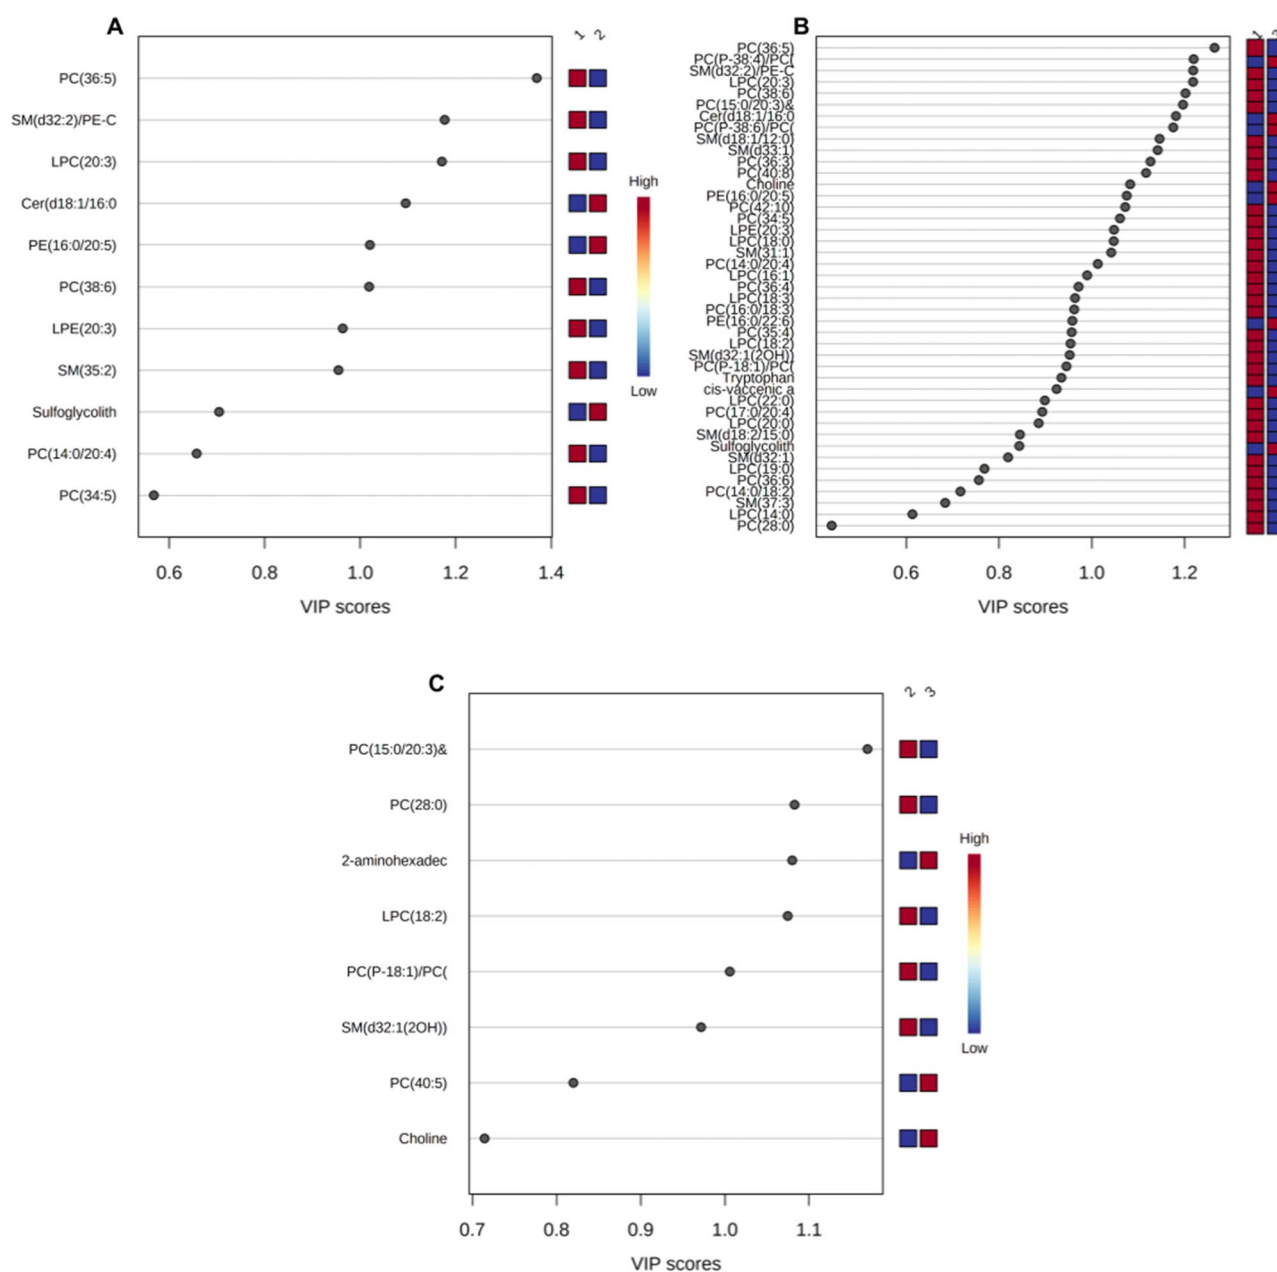 A
1 2
PC(36:5)
SM(d32:2)/PE-C
LPC(20:3)
Cer(d18:1/16:0
PE(16:0/20:5)
PC(38:6)
LPE(20:3)
SM(35:2)
Sulfoglycolith
PC(14:0/20:4)
PC(34:5)
High
Low
0.6 0.8 1.0 1.2 1.4
VIP scores
B
1
PC(36:5)
PC(P-38:4)/PC(
SM(d32:2)/PE-C
LPC(20:3)
PC(38:6)
PC(15:0/20:3)&
Cer(d18:1/16:0
PC(P-38:6)/PC(
SM(d18:1/12:0)
SM(d33:1)
PC(36:3)
PC(40:8)
Choline
PE(16:0/20:5)
PC(42:10)
PC(34:5)
LPE(20:3)
LPC(18:0)
SM(31:1)
PC(14:0/20:4)
LPC(16:1)
PC(36:4)
LPC(18:3)
PC(16:0/18:3)
PE(16:0/22:6)
PC(35:4)
LPC(18:2)
SM(d32:1(2OH))
PC(P-18:1)/PC(
Tryptophan
cis-vaccenic a
LPC(22:0)
PC(17:0/20:4)
LPC(20:0)
SM(d18:2/15:0)
Sulfoglycolith
SM(d32:1)
LPC(19:0)
PC(36:6)
PC(14:0/18:2)
SM(37:3)
LPC(14:0)
PC(28:0)
0.6 0.8 1.0 1.2
VIP scores
C
2 3
PC(15:0/20:3)&
PC(28:0)
2-aminohexadec
LPC(18:2)
PC(P-18:1)/PC(
SM(d32:1(2OH))
PC(40:5)
Choline
High
Low
0.7 0.8 0.9 1.0 1.1
VIP scores